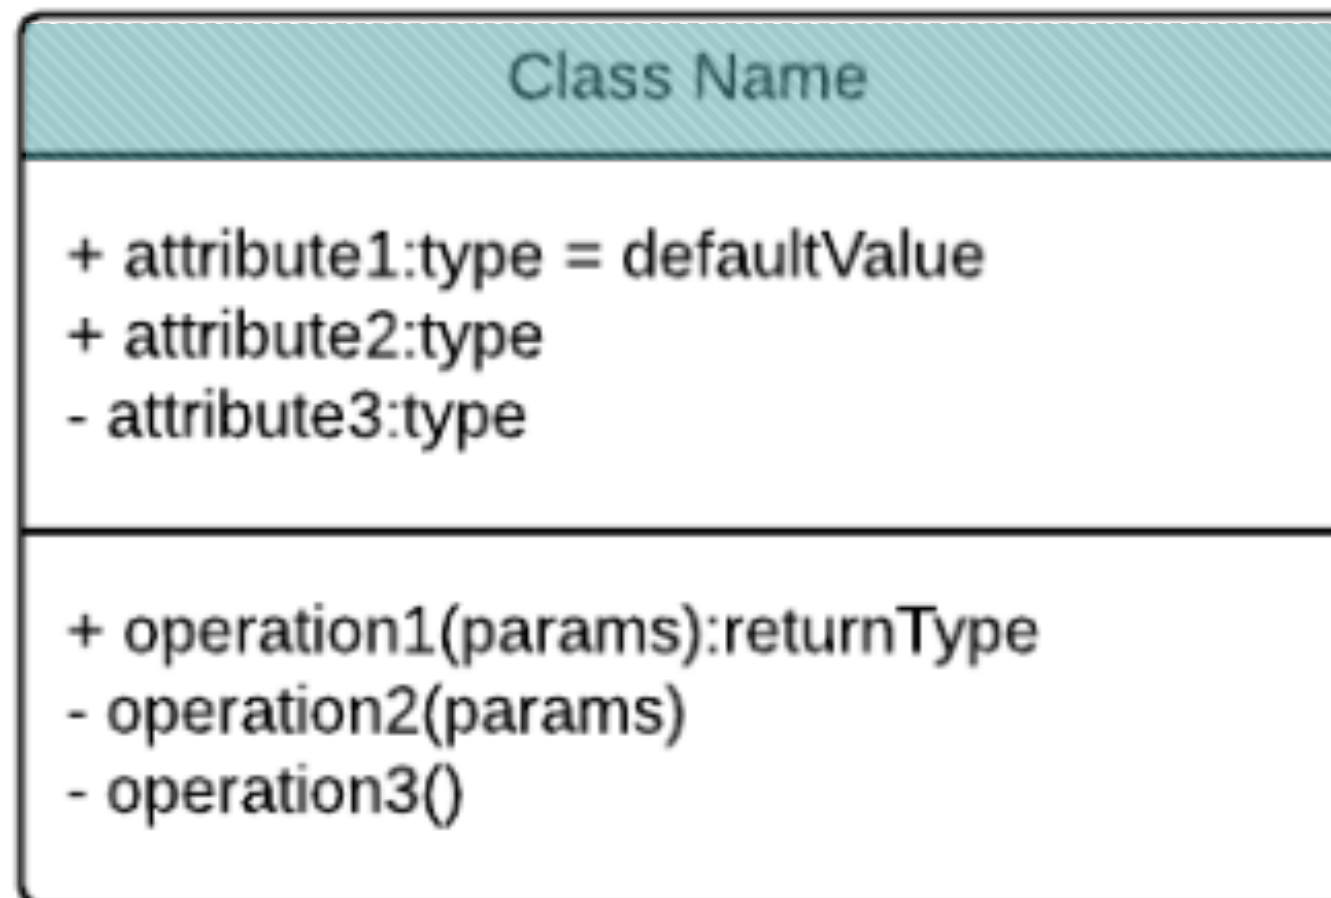 Class Name
+ attribute1:type = defaultValue
+ attribute2:type
- attribute3:type
+ operation1(params):returnType
- operation2(params)
- operation3()